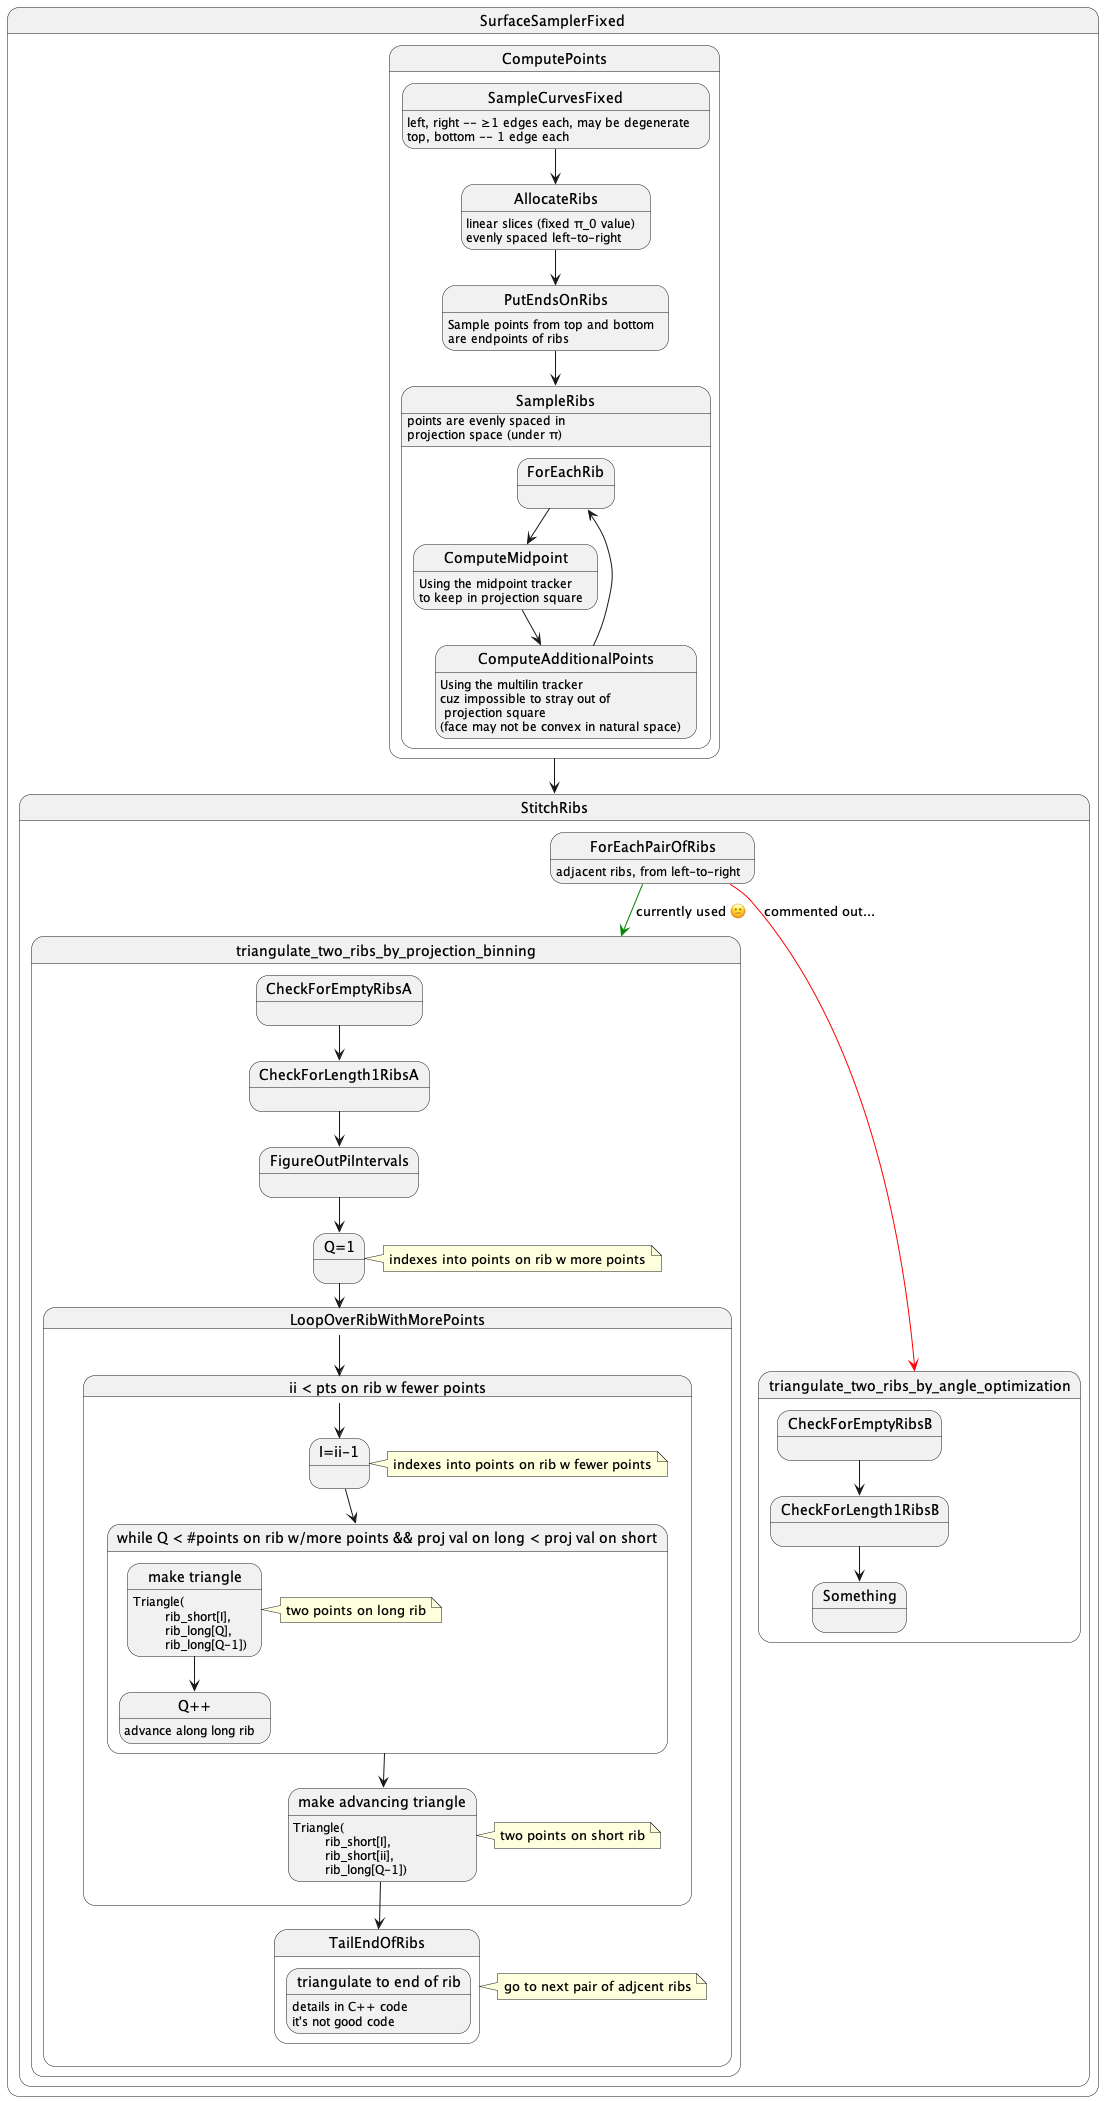 SurfaceSamplerFixed
ComputePoints
SampleCurvesFixed
left, right -- ≥1 edges each, may be degenerate
top, bottom -- 1 edge each
AllocateRibs
linear slices (fixed π_0 value)
evenly spaced left-to-right
PutEndsOnRibs
Sample points from top and bottom
are endpoints of ribs
SampleRibs
points are evenly spaced in
projection space (under π)
ForEachRib
ComputeMidpoint
Using the midpoint tracker
to keep in projection square
ComputeAdditionalPoints
Using the multilin tracker
cuz impossible to stray out of
projection square
(face may not be convex in natural space)
StitchRibs
ForEachPairOfRibs
adjacent ribs, from left-to-right
currently used 😕
commented out...
triangulate_two_ribs_by_projection_binning
CheckForEmptyRibsA
CheckForLength1RibsA
FigureOutPiIntervals
Q=1
indexes into points on rib w more points
LoopOverRibWithMorePoints
ii < pts on rib w fewer points
I=ii-1
indexes into points on rib w fewer points
while Q < #points on rib w/more points && proj val on long < proj val on short
make triangle
Triangle(
rib_short[I],
rib_long[Q],
rib_long[Q-1])
two points on long rib
Q++
advance along long rib
make advancing triangle
Triangle(
rib_short[I],
rib_short[ii],
rib_long[Q-1])
two points on short rib
TailEndOfRibs
triangulate to end of rib
details in C++ code
it's not good code
go to next pair of adjcent ribs
triangulate_two_ribs_by_angle_optimization
CheckForEmptyRibsB
CheckForLength1RibsB
Something